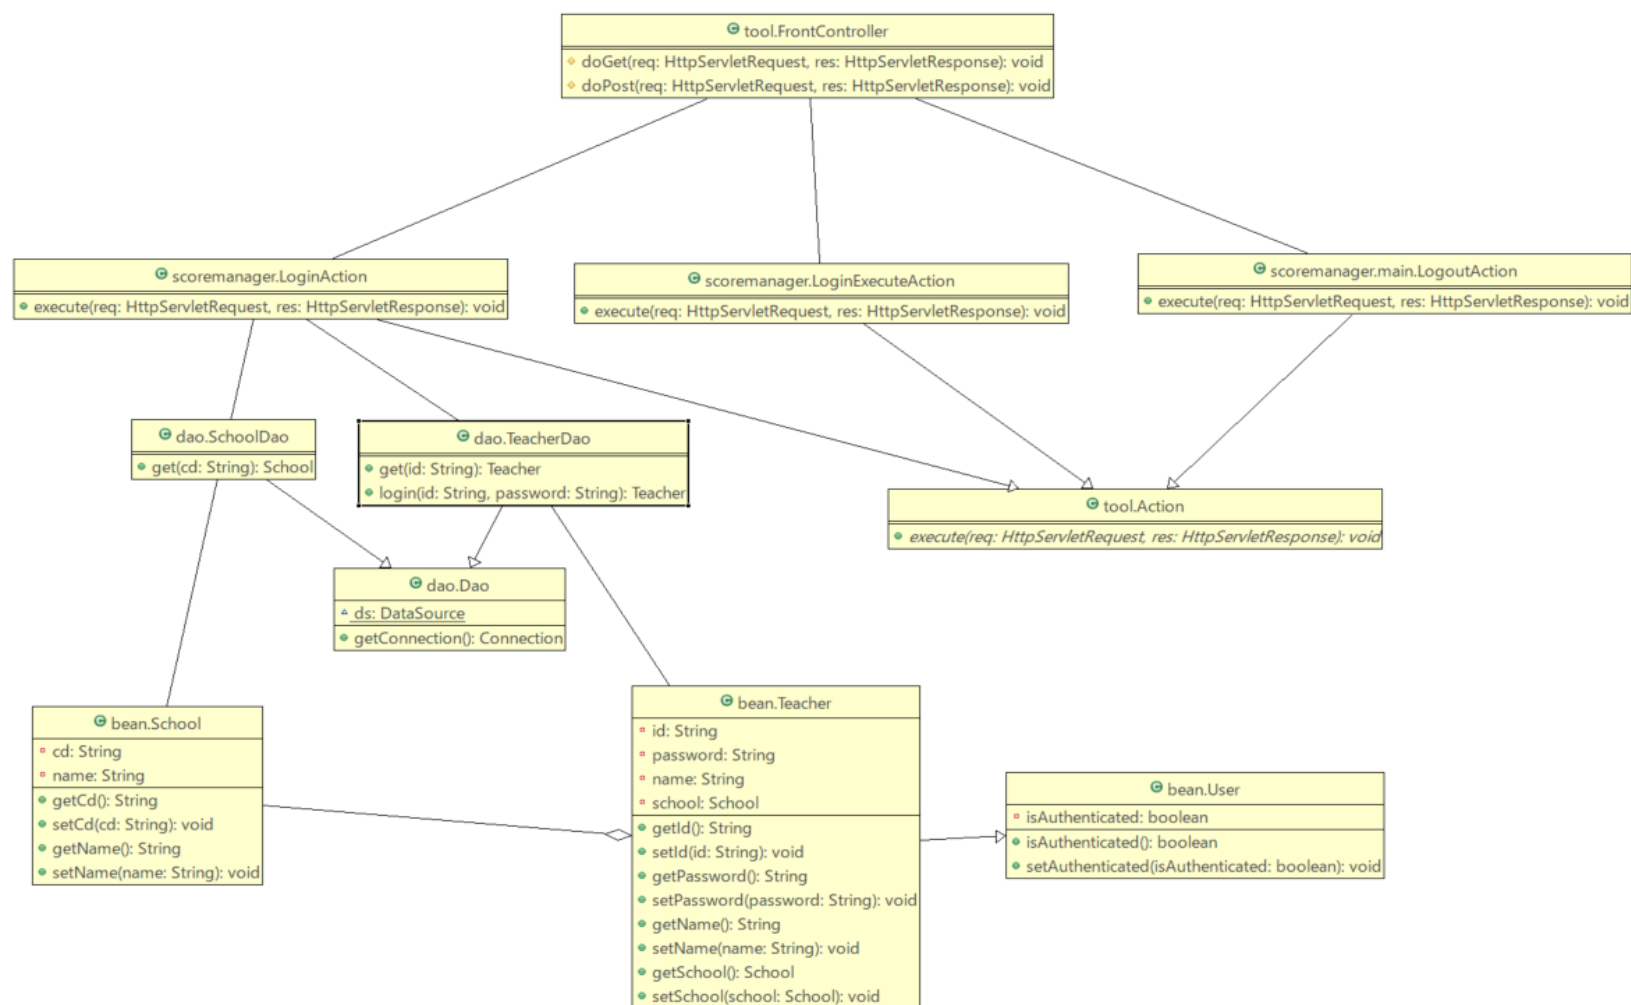 tool.FrontController
doGet(req: HttpServletRequest, res: HttpServletResponse): void
doPost(req: HttpServletRequest, res: HttpServletResponse): void
scoremanager.LoginAction
execute(req: HttpServletRequest, res: HttpServletResponse): void
scoremanager.LoginExecuteAction
execute(req: HttpServletRequest, res: HttpServletResponse): void
scoremanager.main.LogoutAction
execute(req: HttpServletRequest, res: HttpServletResponse): void
dao.SchoolDao
get(cd: String): School
dao.TeacherDao
get(id: String): Teacher
login(id: String, password: String): Teacher
tool.Action
execute(req: HttpServletRequest, res: HttpServletResponse): void
dao.Dao
ds: DataSource
getConnection(): Connection
bean.School
cd: String
name: String
getCd(): String
setCd(cd: String): void
getName(): String
setName(name: String): void
bean.Teacher
id: String
password: String
name: String
school: School
getId(): String
setId(id: String): void
getPassword(): String
setPassword(password: String): void
getName(): String
setName(name: String): void
getSchool(): School
setSchool(school: School): void
bean.User
isAuthenticated: boolean
isAuthenticated(): boolean
setAuthenticated(isAuthenticated: boolean): void